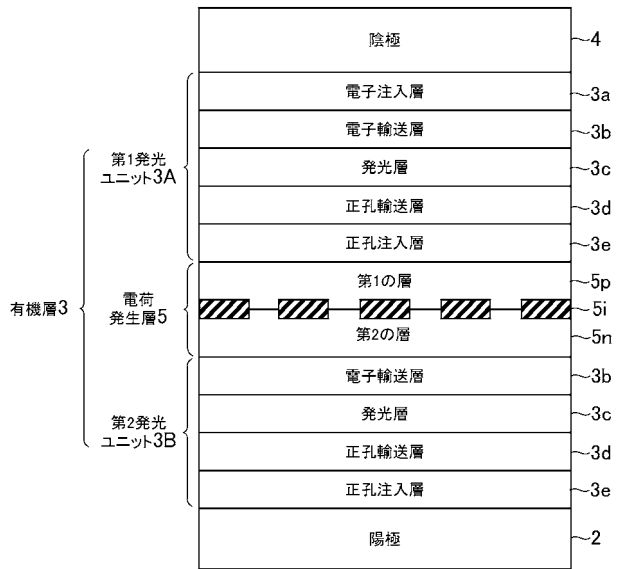 陰極 4
電子注入層 3a
電子輸送層 3b
第1発光
ユニット3A
発光層 3c
正孔輸送層 3d
正孔注入層 3e
第1の層 5p
有機層3
電荷
発生層5
5i
第2の層 5n
電子輸送層 3b
発光層 3c
第2発光
ユニット3B
正孔輸送層 3d
正孔注入層 3e
陽極 2